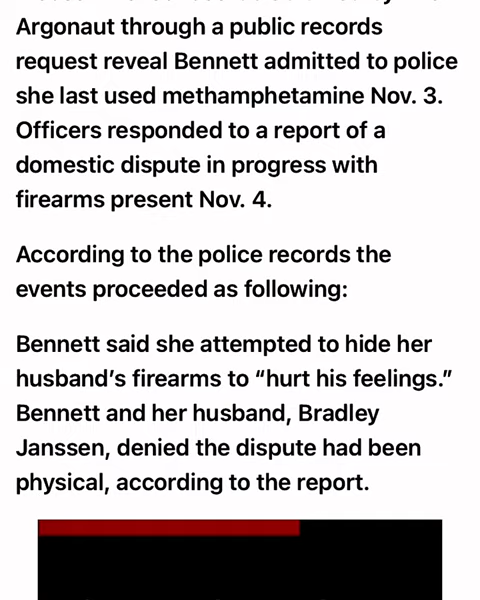 Argonaut through a public records
request reveal Bennett admitted to police
she last used methamphetamine Nov. 3.
Officers responded to a report of a
domestic dispute in progress with
firearms present Nov. 4.
According to the police records the
events proceeded as following:
Bennett said she attempted to hide her
husband’s firearms to “hurt his feelings.”
Bennett and her husband, Bradley
Janssen, denied the dispute had been
physical, according to the report.